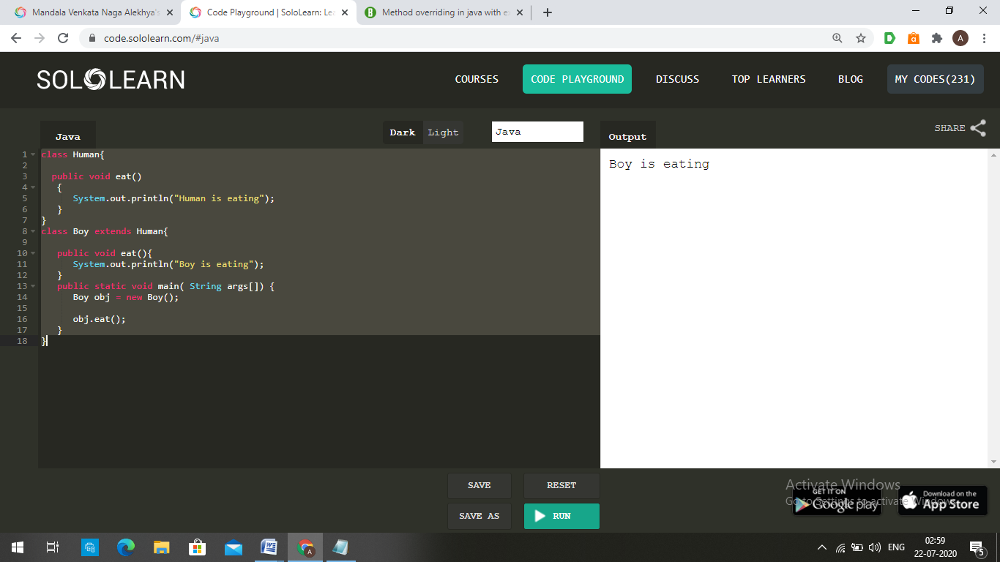 Mandala Venkata Naga Alekhya's
Code Playground | SoloLearn: Lea
Method overriding in java with e
code.sololearn.com/#java
A
SOLOLEARN
COURSES
CODE PLAYGROUND
DISCUSS
TOP LEARNERS
BLOG
MY CODES(231)
Java
Dark Light
Java
Output
SHARE
1 class Human{
2
3 public void eat()
4 {
5 System.out.println("Human is eating");
6 }
7 }
8 class Boy extends Human{
9
10 public void eat(){
11 System.out.println("Boy is eating");
12 }
13 public static void main( String args[]) {
14 Boy obj = new Boy();
15
16 obj.eat();
17 }
18 }
Boy is eating
SAVE
RESET
SAVE AS
RUN
Activate Windows
Go to Settings to activate Windows.
GET IT ON
Google play
Download on the
App Store
ENG
02:59
22-07-2020
5